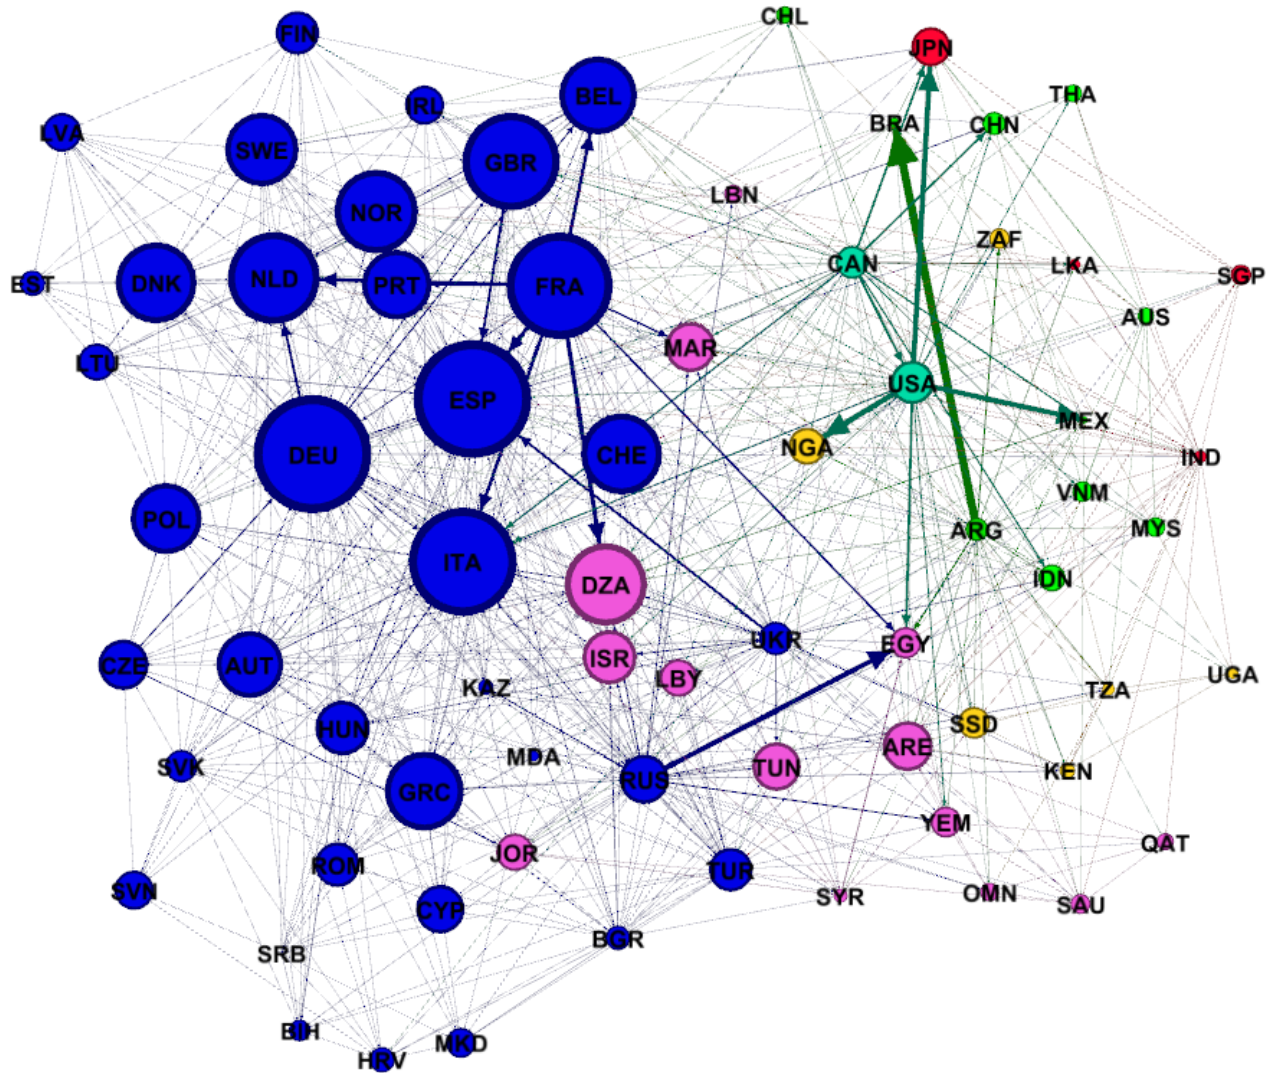 CHL
FIN
JPN
BEL
THA
IRL
BRA
CHN
LVA
SWE
GBR
LBN
NOR
ZAF
CAN
LKA
SGP
EST
DNK
NLD
PRT
FRA
AUS
MAR
LTU
USA
ESP
MEX
DEU
CHE
NGA
IND
VNM
POL
ARG
MYS
ITA
IDN
DZA
UKR
EGY
CZE
AUT
ISR
LBY
KAZ
TZA
UGA
HUN
SSD
ARE
MDA
SVK
TUN
KEN
GRC
RUS
YEM
QAT
JOR
ROM
TUR
SVN
SYR
OMN
SAU
CYP
BGR
SRB
BIH
MKD
HRV